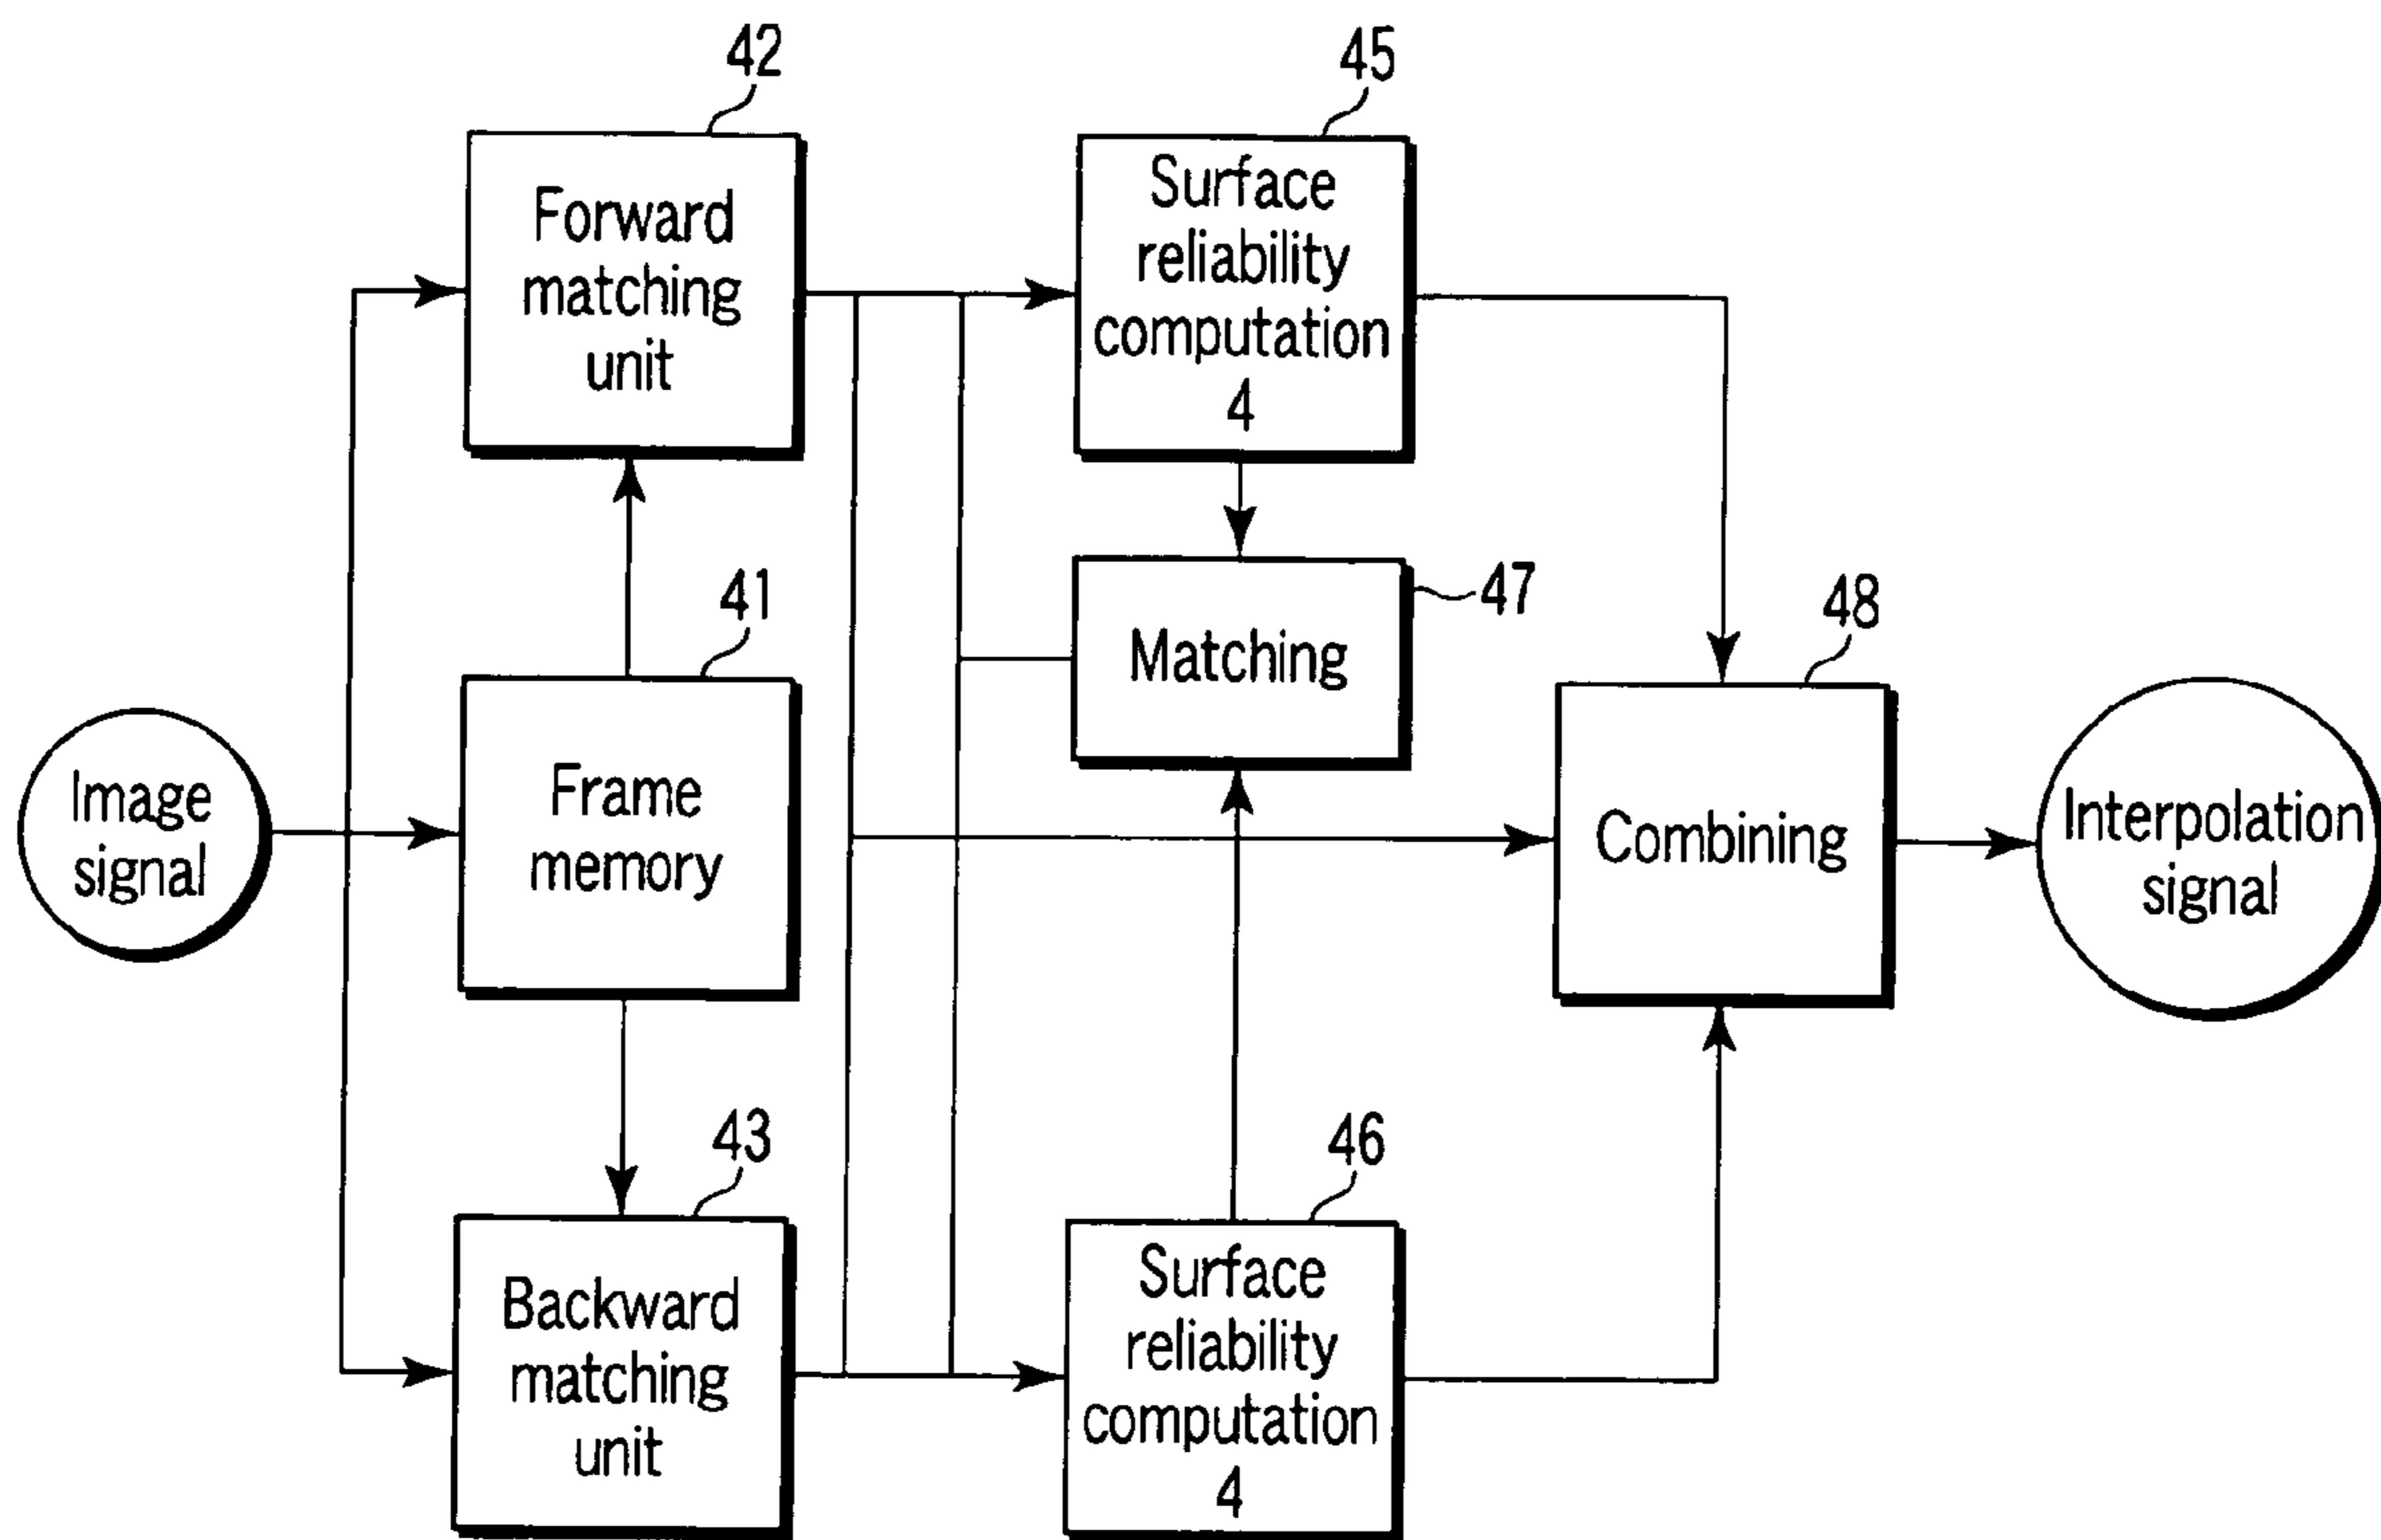 42
Forward
matching
unit
45
Surface
reliability
computation
4
41
Frame
memory
47
Matching
48
Combining
Image
signal
Interpolation
signal
43
Backward
matching
unit
46
Surface
reliability
computation
4